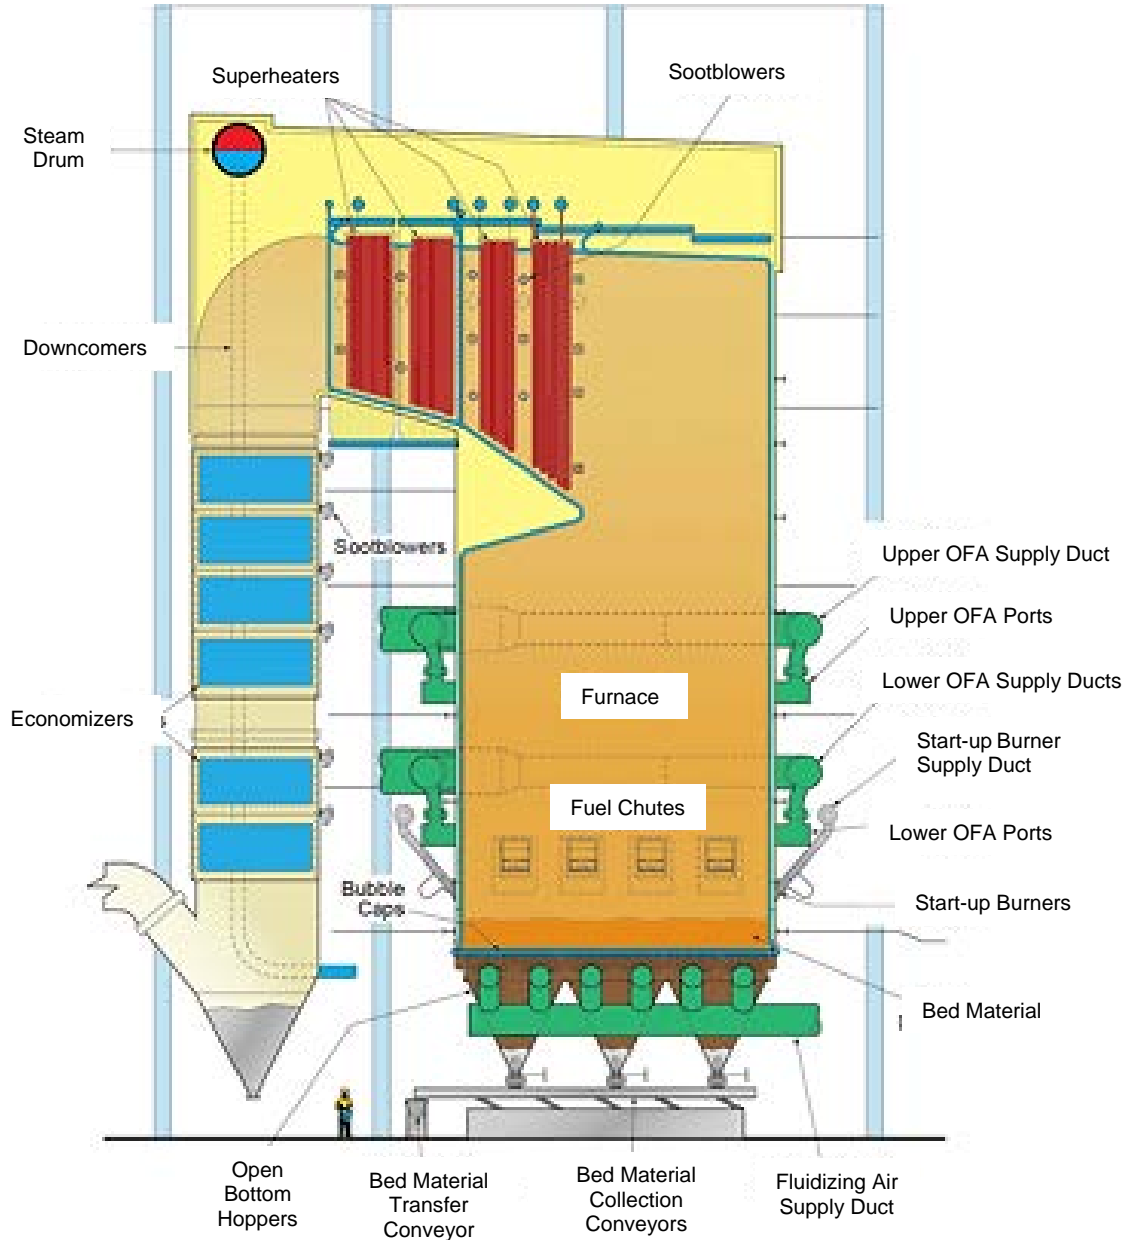 Superheaters
Sootblowers
Steam
Drum
Downcomers
Sootblowers
Upper OFA Supply Duct
Upper OFA Ports
Furnace
Lower OFA Supply Ducts
Economizers
Start-up Burner
Supply Duct
Fuel Chutes
Lower OFA Ports
Bubble
Caps
Start-up Burners
Bed Material
Open
Bottom
Hoppers
Bed Material
Transfer
Conveyor
Bed Material
Collection
Conveyors
Fluidizing Air
Supply Duct